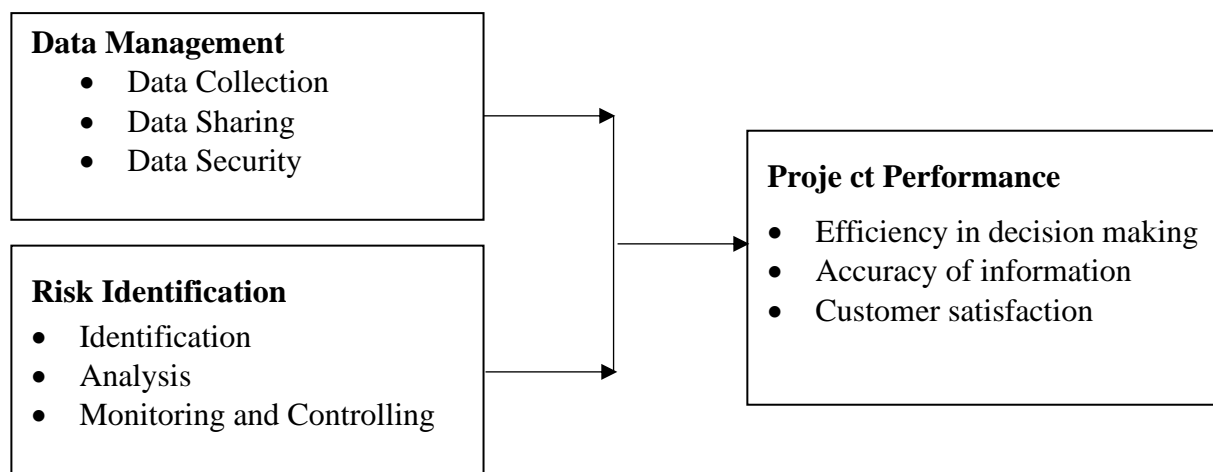 Data Management
• Data Collection
• Data Sharing
• Data Security
Risk Identification
• Identification
• Analysis
• Monitoring and Controlling
Proje ct Performance
• Efficiency in decision making
• Accuracy of information
• Customer satisfaction